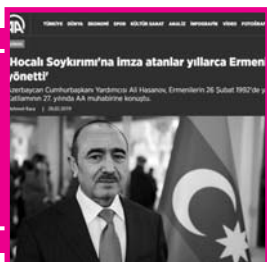 AA
TÜRKİYE DÜNYA EKONOMİ SPOR KÜLTÜR SANAT ANALİZ İNFOGRAFİK VİDEO FOTOĞRAF
Hocalı Soykırımı'na imza atanlar yıllarca Ermeni
yönetti'
Azerbaycan Cumhurbaşkanı Yardımcısı Ali Hasanov, Ermenilerin 26 Şubat 1992'de y
Katliamının 27. yılında AA muhabirine konuştu.